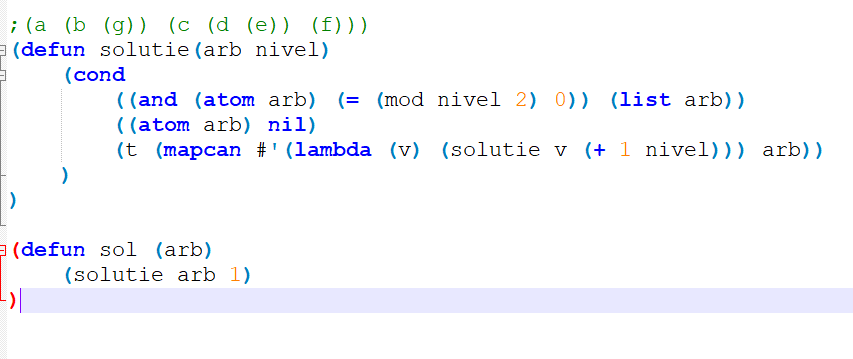 ;(a (b (g)) (c (d (e)) (f)))
(defun solutie(arb nivel)
    (cond
        ((and (atom arb) (= (mod nivel 2) 0)) (list arb))
        ((atom arb) nil)
        (t (mapcan #'(lambda (v) (solutie v (+ 1 nivel))) arb))
    )
)
(defun sol (arb)
    (solutie arb 1)
)